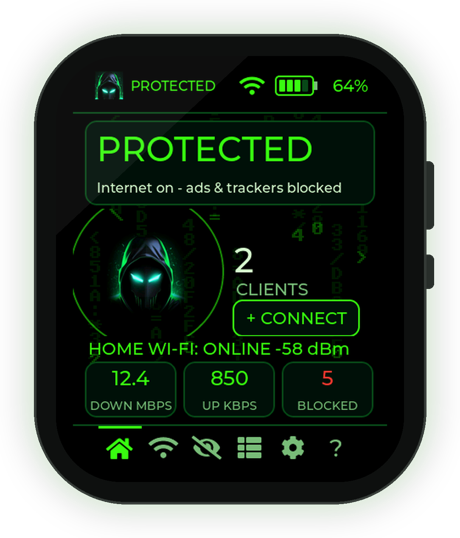 PROTECTED 64%
PROTECTED
Internet on - ads & trackers blocked
2
CLIENTS
+ CONNECT
HOME WI-FI: ONLINE -58 dBm
12.4 850 5
DOWN MBPS UP KBPS BLOCKED
?